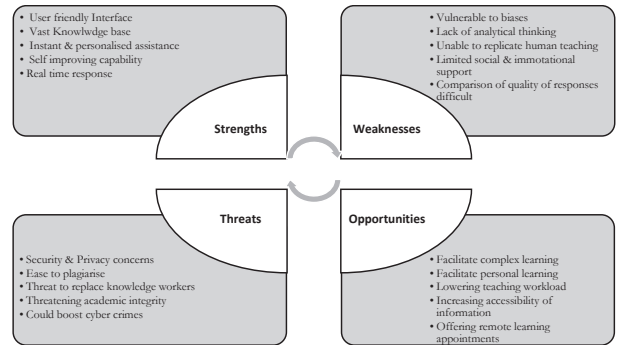 • User friendly Interface
• Vast Knowlwdge base
• Instant & personalised assistance
• Self improving capability
• Real time response
Strengths
• Vulnerable to biases
• Lack of analytical thinking
• Unable to replicate human teaching
• Limited social & immotational
support
• Comparison of quality of responses
difficult
Weaknesses
Threats
• Security & Privacy concerns
• Ease to plagiarise
• Threat to replace knowledge workers
• Threatening academic integrity
• Could boost cyber crimes
Opportunities
• Facilitate complex learning
• Facilitate personal learning
• Lowering teaching workload
• Increasing accessibility of
information
• Offering remote learning
appointments